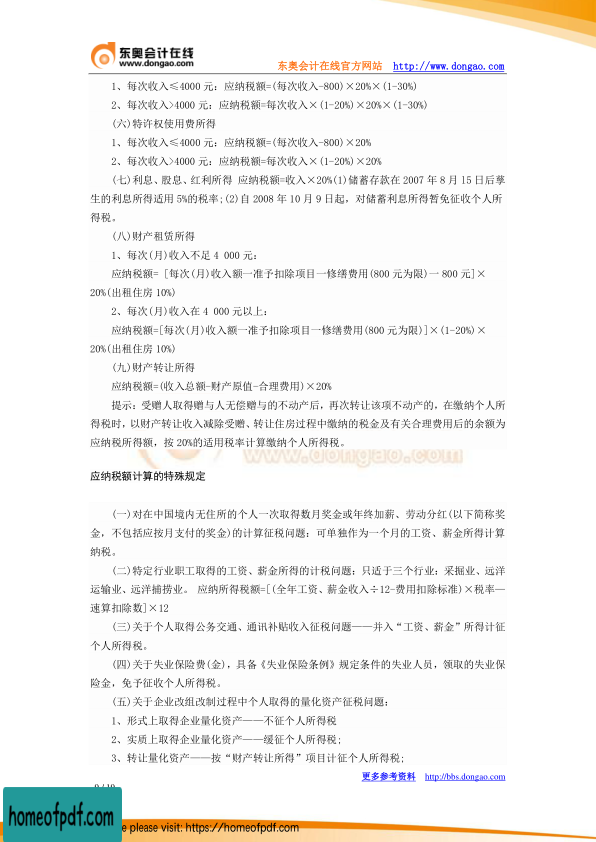 东奥会计在线
www.dongao.com
东奥会计在线官方网站 http://www.dongao.com
1、每次收入≤4000 元：应纳税额=(每次收入-800)×20%×(1-30%)
2、每次收入>4000 元：应纳税额=每次收入×(1-20%)×20%×(1-30%)
(六)特许权使用费所得
1、每次收入≤4000 元：应纳税额=(每次收入-800)×20%
2、每次收入>4000 元：应纳税额=每次收入×(1-20%)×20%
(七)利息、股息、红利所得 应纳税额=收入×20%(1)储蓄存款在 2007 年 8 月 15 日后孳
生的利息所得适用 5%的税率;(2)自 2008 年 10 月 9 日起，对储蓄利息所得暂免征收个人所
得税。
(八)财产租赁所得
1、每次(月)收入不足 4 000 元：
应纳税额= [每次(月)收入额一准予扣除项目一修缮费用(800 元为限)一 800 元]×
20%(出租住房 10%)
2、每次(月)收入在 4 000 元以上：
应纳税额=[每次(月)收入额一准予扣除项目一修缮费用(800 元为限)]×(1-20%)×
20%(出租住房 10%)
(九)财产转让所得
应纳税额=(收入总额-财产原值-合理费用)×20%
提示：受赠人取得赠与人无偿赠与的不动产后，再次转让该项不动产的，在缴纳个人所
得税时，以财产转让收入减除受赠、转让住房过程中缴纳的税金及有关合理费用后的余额为
应纳税所得额，按 20%的适用税率计算缴纳个人所得税。
www.dongao.com
应纳税额计算的特殊规定
(一)对在中国境内无住所的个人一次取得数月奖金或年终加薪、劳动分红(以下简称奖
金，不包括应按月支付的奖金)的计算征税问题：可单独作为一个月的工资、薪金所得计算
纳税。
(二)特定行业职工取得的工资、薪金所得的计税问题：只适于三个行业：采掘业、远洋
运输业、远洋捕捞业。 应纳所得税额=[(全年工资、薪金收入÷12-费用扣除标准)×税率—
速算扣除数]×12
(三)关于个人取得公务交通、通讯补贴收入征税问题——并入“工资、薪金”所得计征
个人所得税。
(四)关于失业保险费(金)，具备《失业保险条例》规定条件的失业人员，领取的失业保
险金，免予征收个人所得税。
(五)关于企业改组改制过程中个人取得的量化资产征税问题：
1、形式上取得企业量化资产——不征个人所得税
2、实质上取得企业量化资产——缓征个人所得税;
3、转让量化资产——按“财产转让所得”项目计征个人所得税;
更多参考资料 http://bbs.dongao.com
homeofpdf.com
please visit: https://homeofpdf.com